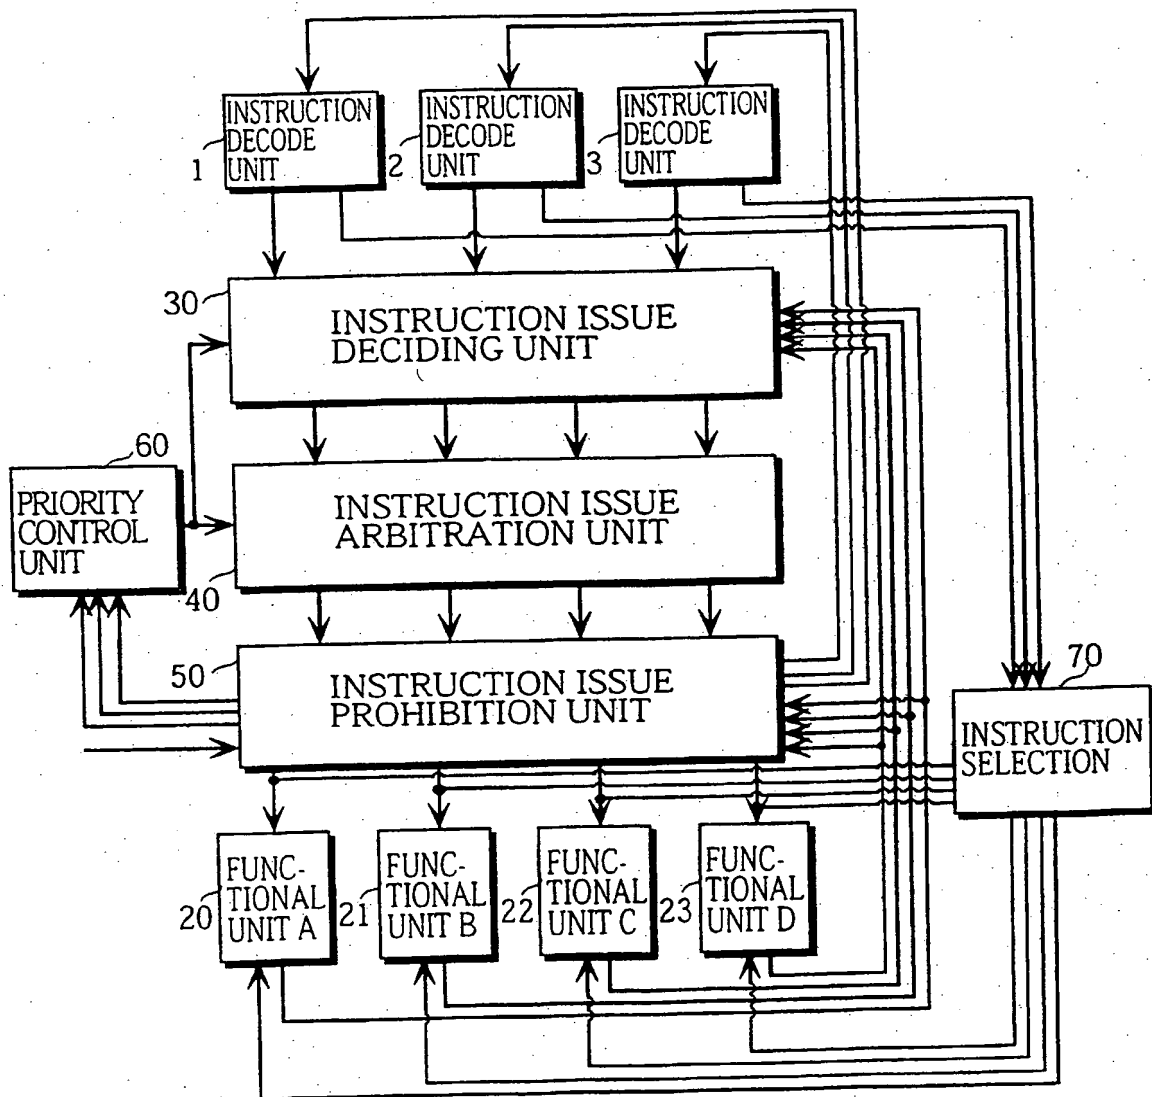 INSTRUCTION
DECODE
UNIT
1
INSTRUCTION
DECODE
UNIT
2
INSTRUCTION
DECODE
UNIT
3
30
INSTRUCTION ISSUE
DECIDING UNIT
60
PRIORITY
CONTROL
UNIT
INSTRUCTION ISSUE
ARBITRATION UNIT
40
50
INSTRUCTION ISSUE
PROHIBITION UNIT
70
INSTRUCTION
SELECTION
20
FUNC-
TIONAL
UNIT A
21
FUNC-
TIONAL
UNIT B
22
FUNC-
TIONAL
UNIT C
23
FUNC-
TIONAL
UNIT D